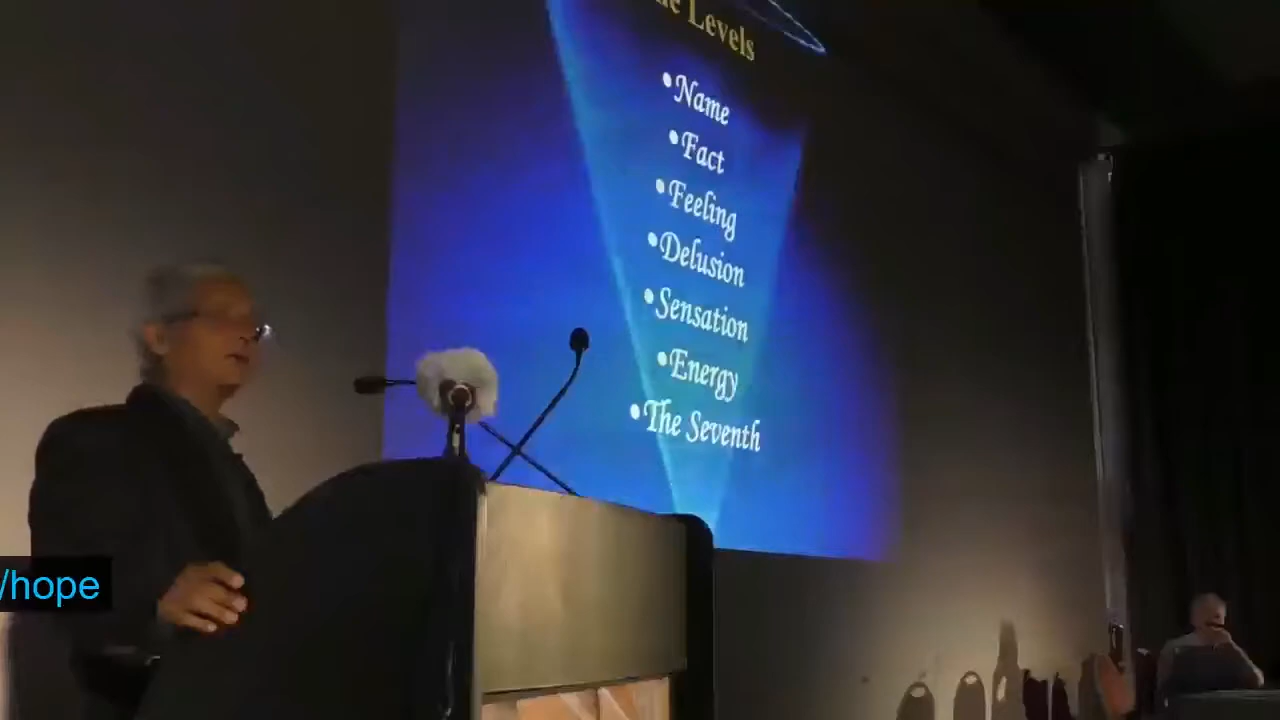 Levels
•Name
•Fact
•Feeling
•Delusion
•Sensation
•Energy
•The Seventh
/hope